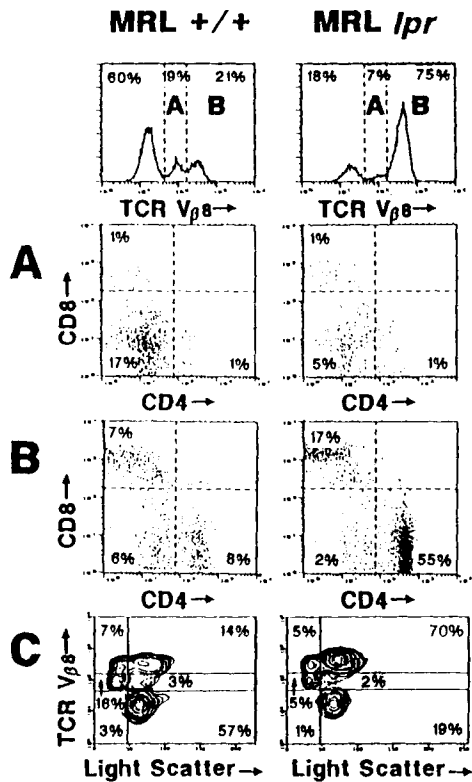 MRL +/+ MRL lpr
60% 19% 21% 18% 7% 75%
A B A B
TCR Vβ8→ TCR Vβ8→
A
1% 1%
CD8→
17% 1% 5% 1%
CD4→ CD4→
B
7% 17%
CD8→
6% 8% 2% 55%
CD4→ CD4→
C
7% 14% 5% 70%
TCR Vβ8→
3% 2%
16% 5%
3% 57% 1% 19%
Light Scatter→ Light Scatter→